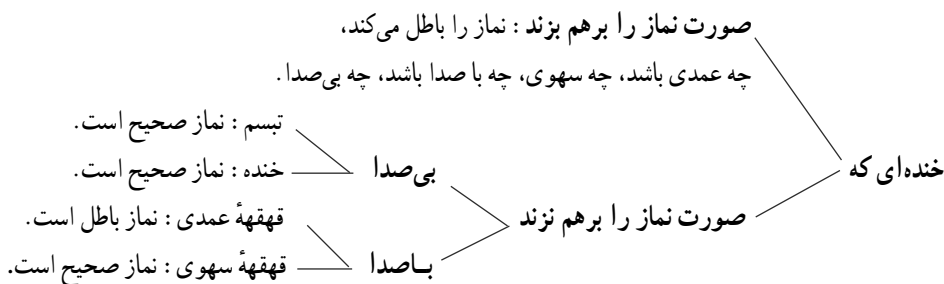 صورت نماز را برهم بزند : نماز را باطل می‌کند،
چه عمدی باشد، چه سهوی، چه با صدا باشد، چه بی‌صدا.
خنده‌ای که
صورت نماز را برهم نزند
بی‌صدا
تبسم : نماز صحیح است.
خنده : نماز صحیح است.
بـاصدا
قهقههٔ عمدی : نماز باطل است.
قهقههٔ سهوی : نماز صحیح است.